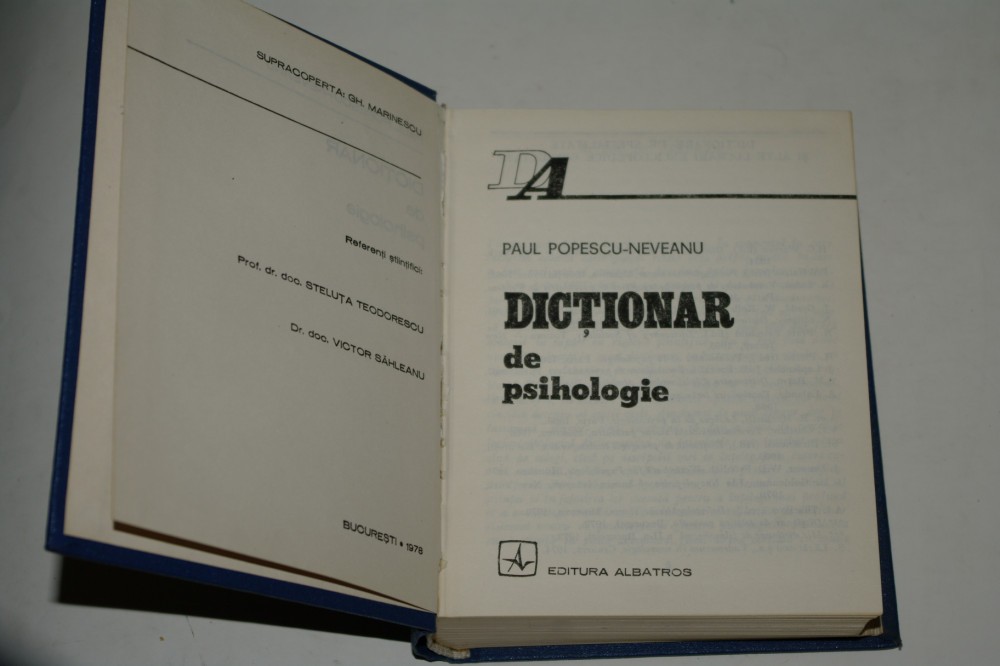 SUPRACOPERTA: GH. MARINESCU
Referenți științifici:
Prof. dr. doc. STELUȚA TEODORESCU
Dr. doc. VICTOR SĂHLEANU
BUCUREȘTI • 1978
DA
PAUL POPESCU-NEVEANU
DICȚIONAR
de
psihologie
EDITURA ALBATROS